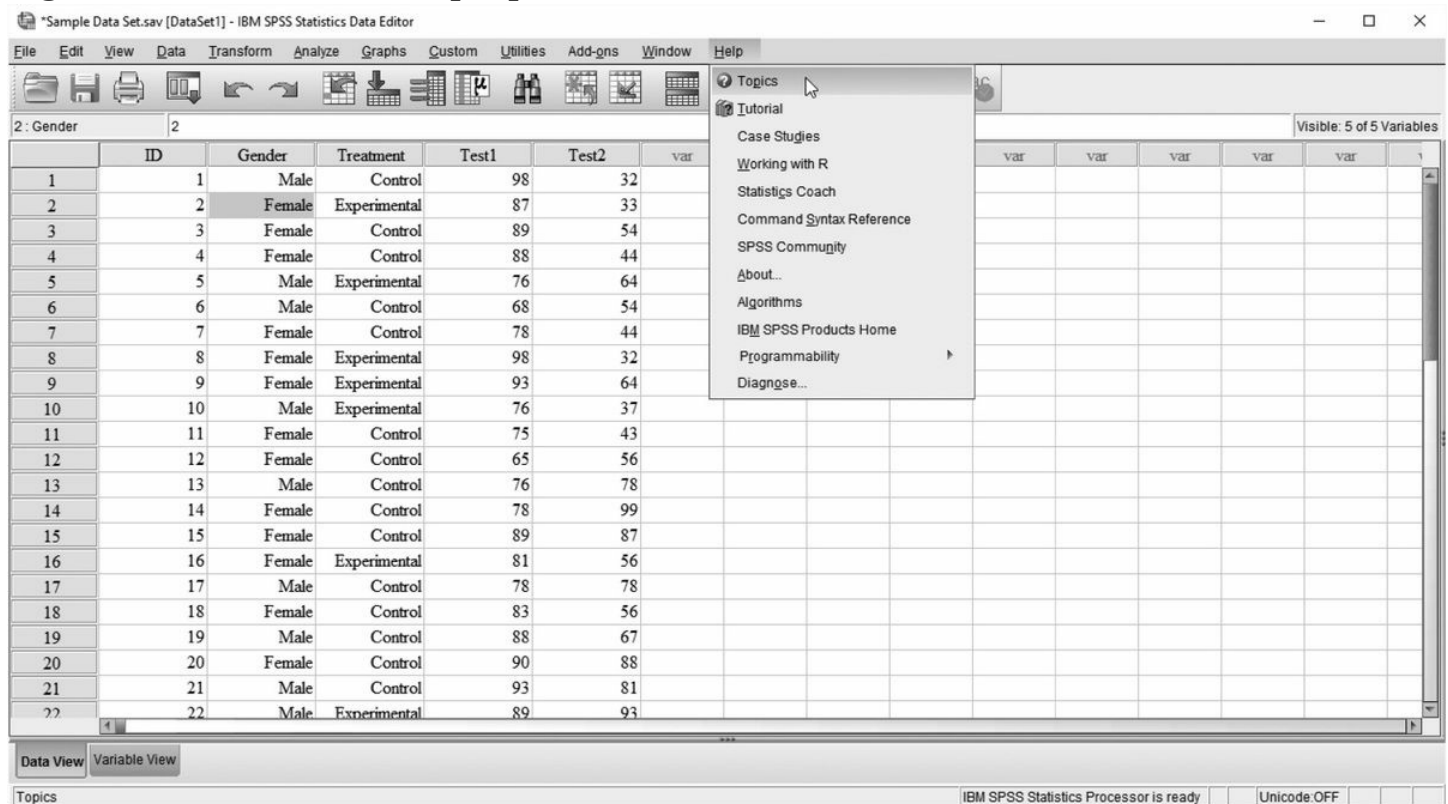 *Sample Data Set.sav [DataSet1] - IBM SPSS Statistics Data Editor
File Edit View Data Transform Analyze Graphs Custom Utilities Add-ons Window Help
2 : Gender 2 Visible: 5 of 5 Variables
Topics
Tutorial
Case Studies
Working with R
Statistics Coach
Command Syntax Reference
SPSS Community
About...
Algorithms
IBM SPSS Products Home
Programmability
Diagnose...
ID Gender Treatment Test1 Test2 var var var var var var
1 1 Male Control 98 32
2 2 Female Experimental 87 33
3 3 Female Control 89 54
4 4 Female Control 88 44
5 5 Male Experimental 76 64
6 6 Male Control 68 54
7 7 Female Control 78 44
8 8 Female Experimental 98 32
9 9 Female Experimental 93 64
10 10 Male Experimental 76 37
11 11 Female Control 75 43
12 12 Female Control 65 56
13 13 Male Control 76 78
14 14 Female Control 78 99
15 15 Female Control 89 87
16 16 Female Experimental 81 56
17 17 Male Control 78 78
18 18 Female Control 83 56
19 19 Male Control 88 67
20 20 Female Control 90 88
21 21 Male Control 93 81
22 22 Male Experimental 89 93
Data View Variable View
Topics IBM SPSS Statistics Processor is ready Unicode:OFF